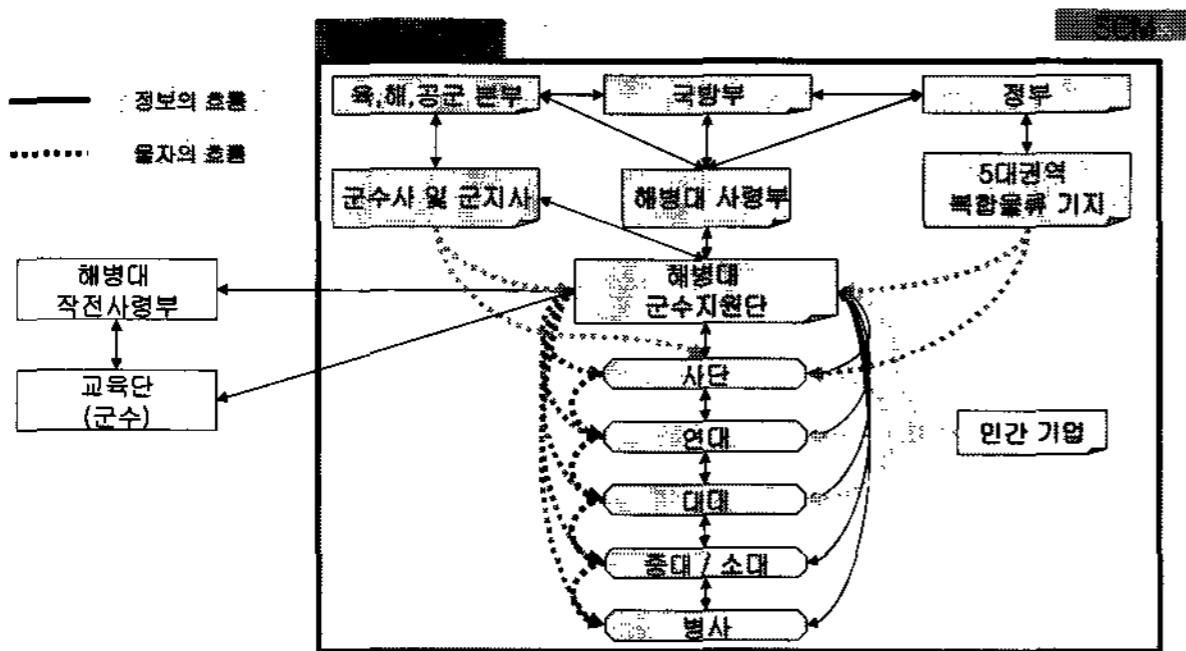 SCM
정보의 흐름
물자의 흐름
육,해,공군 본부
국방부
정부
군수사 및 군지사
해병대 사령부
5대권역
복합물류 기지
해병대
작전사령부
해병대
군수지원단
교육단
(군수)
사단
연대
대대
중대 / 소대
병사
민간 기업